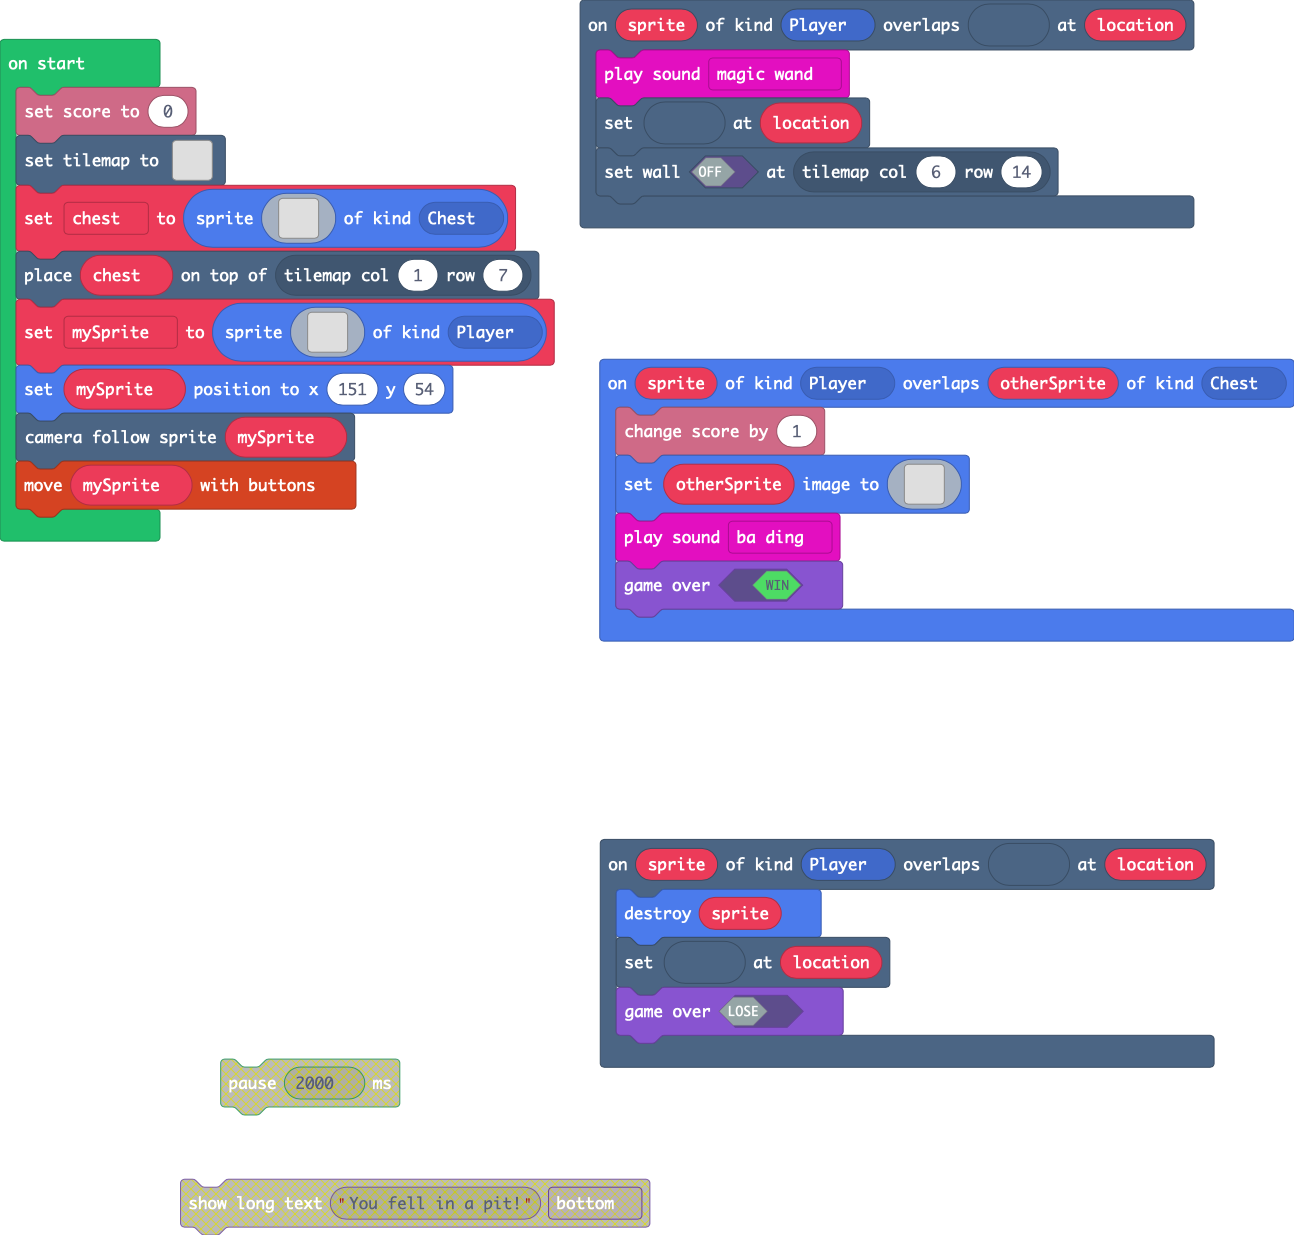 on start
set score to 0
set tilemap to
set chest to sprite of kind Chest
place chest on top of tilemap col 1 row 7
set mySprite to sprite of kind Player
set mySprite position to x 151 y 54
camera follow sprite mySprite
move mySprite with buttons
on sprite of kind Player overlaps at location
play sound magic wand
set at location
set wall OFF at tilemap col 6 row 14
on sprite of kind Player overlaps otherSprite of kind Chest
change score by 1
set otherSprite image to
play sound ba ding
game over WIN
on sprite of kind Player overlaps at location
destroy sprite
set at location
game over LOSE
pause 2000 ms
show long text "You fell in a pit!" bottom